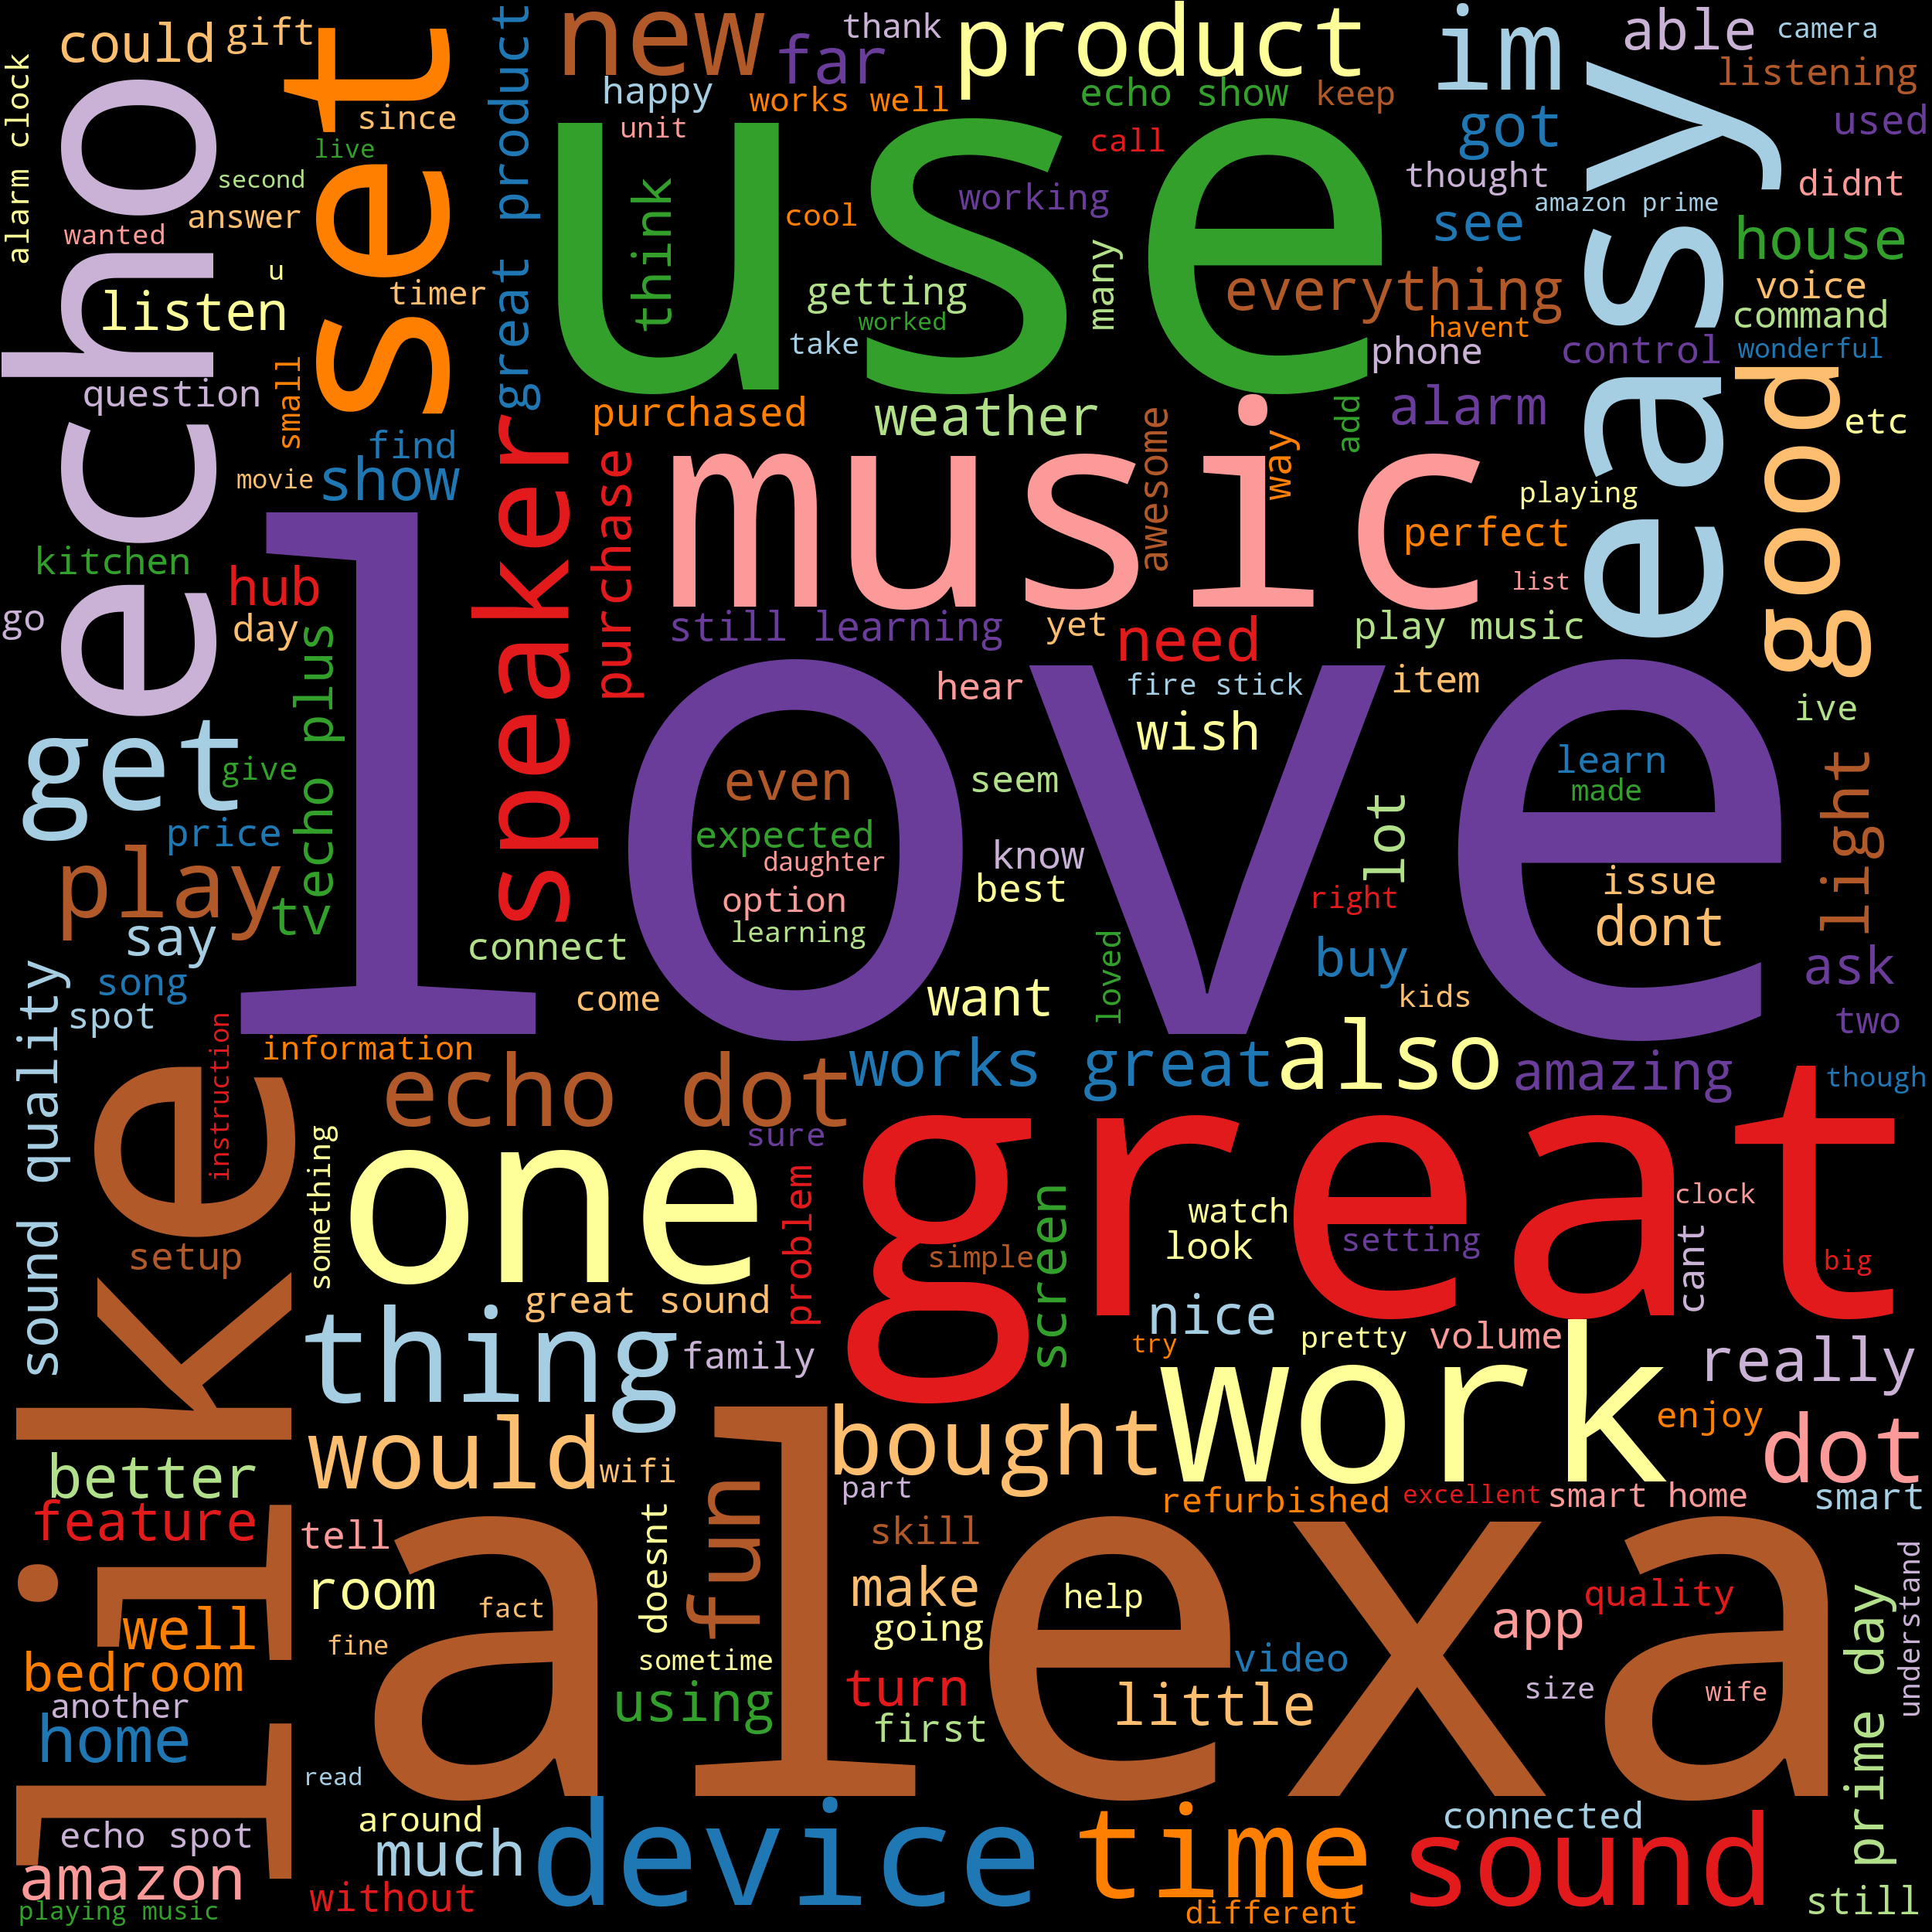 could
gift
set
new
far
thank
product
im
able
camera
alarm clock
echo
since
live
great product
happy
works well
echo show
keep
easy
listening
unit
use
call
got
used
second
answer
wanted
think
cool
working
thought
didnt
amazon prime
see
house
u
listen
timer
getting
worked
many
everything
voice
havent
command
take
phone
control
wonderful
question
small
purchased
weather
awesome
add
alarm
good
etc
find
show
movie
speaker
purchase
music
way
playing
perfect
kitchen
hub
list
go
day
still learning
yet
need
play music
echo plus
love
hear
fire stick
item
ive
get
give
wish
learn
made
light
price
even
seem
expected
daughter
know
lot
play
tv
option
best
right
issue
say
learning
dont
connect
loved
buy
ask
song
spot
come
want
kids
two
sound quality
instruction
information
works great
also
amazing
though
like
echo dot
something
sure
great
one
problem
screen
watch
clock
setup
simple
look
setting
cant
big
great sound
thing
family
nice
try
pretty
volume
really
would
bought
work
enjoy
better
wifi
part
dot
feature
fun
refurbished
excellent
smart home
smart
tell
doesnt
skill
room
fact
make
help
quality
prime day
understand
well
going
app
fine
alexa
bedroom
sometime
video
another
using
turn
little
size
wife
home
first
read
around
device
time
connected
sound
echo spot
much
amazon
without
still
playing music
different